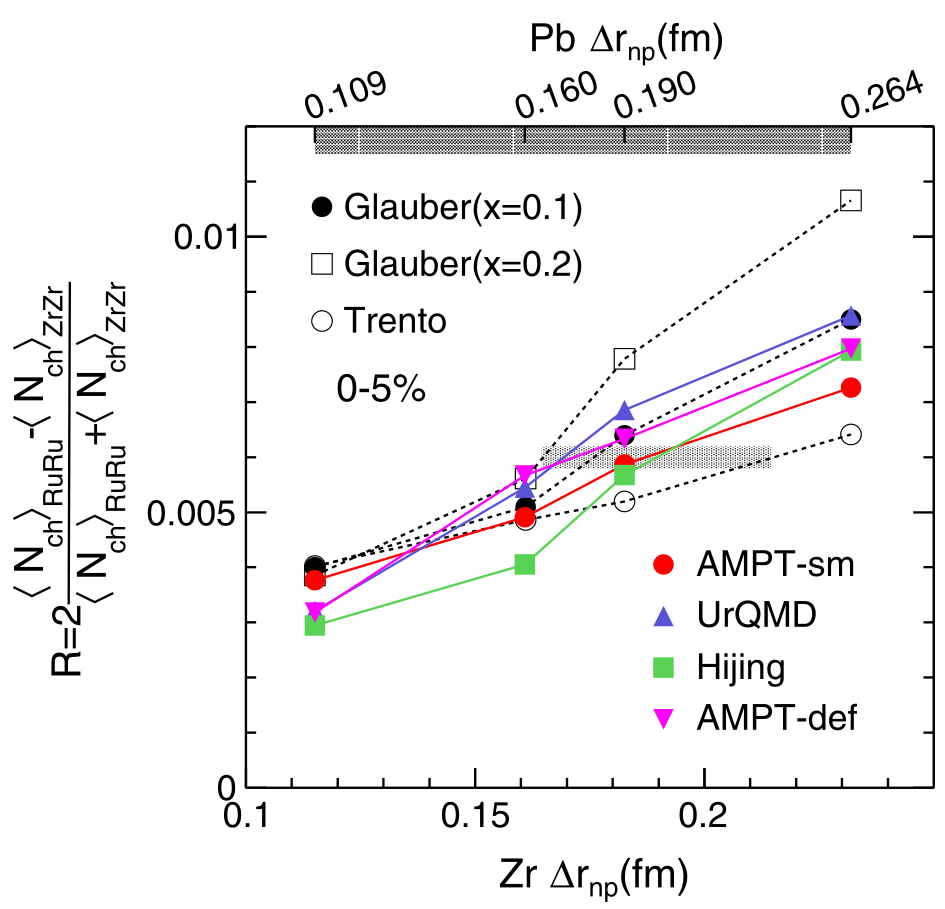 Pb Δr_np(fm)
0.109 0.160 0.190 0.264
Glauber(x=0.1)
Glauber(x=0.2)
Trento
0-5%
0.01
0.005
0
R=2 ⟨ N_ch⟩_RuRu -⟨ N_ch⟩_ZrZr
⟨ N_ch⟩_RuRu +⟨ N_ch⟩_ZrZr
AMPT-sm
UrQMD
Hijing
AMPT-def
0.1 0.15 0.2
Zr Δr_np(fm)